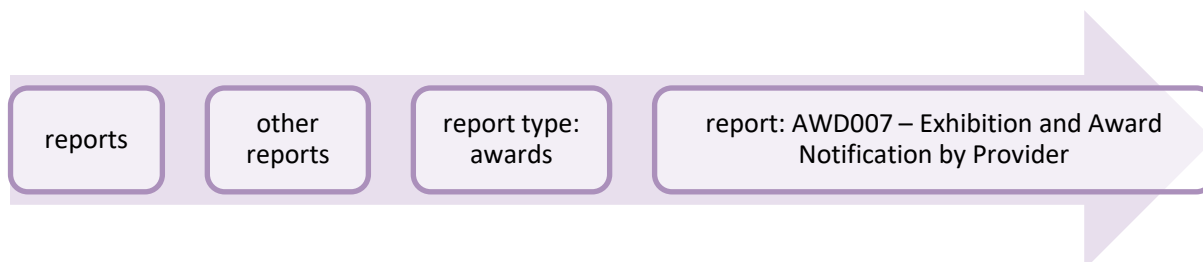 reports
other
reports
report type:
awards
report: AWD007 – Exhibition and Award
Notification by Provider